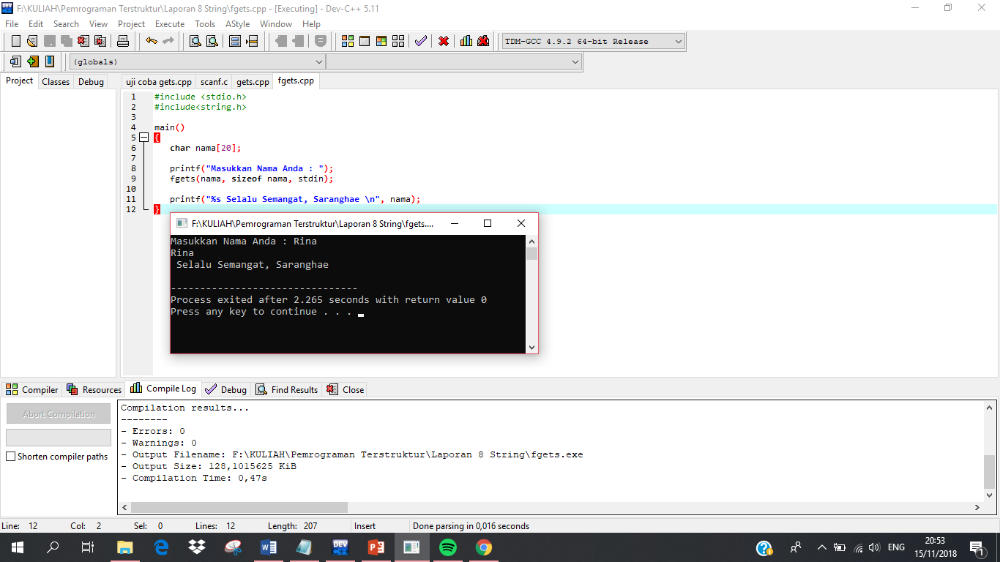 F:\KULIAH\Pemrograman Terstruktur\Laporan 8 String\fgets.cpp - [Executing] - Dev-C++ 5.11
File Edit Search View Project Execute Tools AStyle Window Help
TDM-GCC 4.9.2 64-bit Release
(globals)
Project Classes Debug
uji coba gets.cpp scanf.c gets.cpp fgets.cpp
1 #include <stdio.h>
2 #include<string.h>
3
4 main()
5 {
6 char nama[20];
7
8 printf("Masukkan Nama Anda : ");
9 fgets(nama, sizeof nama, stdin);
10
11 printf("%s Selalu Semangat, Saranghae \n", nama);
12 }
F:\KULIAH\Pemrograman Terstruktur\Laporan 8 String\fgets....
Masukkan Nama Anda : Rina
Rina
Selalu Semangat, Saranghae
--------------------------------
Process exited after 2.265 seconds with return value 0
Press any key to continue . . .
Compiler Resources Compile Log Debug Find Results Close
Abort Compilation
Shorten compiler paths
Compilation results...
--------
- Errors: 0
- Warnings: 0
- Output Filename: F:\KULIAH\Pemrograman Terstruktur\Laporan 8 String\fgets.exe
- Output Size: 128,1015625 KiB
- Compilation Time: 0,47s
Line: 12 Col: 2 Sel: 0 Lines: 12 Length: 207 Insert Done parsing in 0,016 seconds
DEV
ENG
20:53
15/11/2018
1